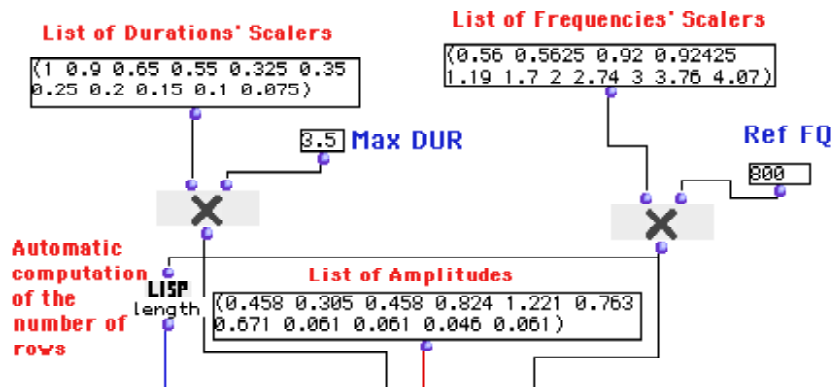 List of Durations' Scalers
(1 0.9 0.65 0.55 0.325 0.35
0.25 0.2 0.15 0.1 0.075)
List of Frequencies' Scalers
(0.56 0.5625 0.92 0.92425
1.19 1.7 2 2.74 3 3.76 4.07)
3.5 Max DUR
Ref FQ
800
Automatic
computation
of the
number of
rows
LISP
length
List of Amplitudes
(0.458 0.305 0.458 0.824 1.221 0.763
0.671 0.061 0.061 0.046 0.061)